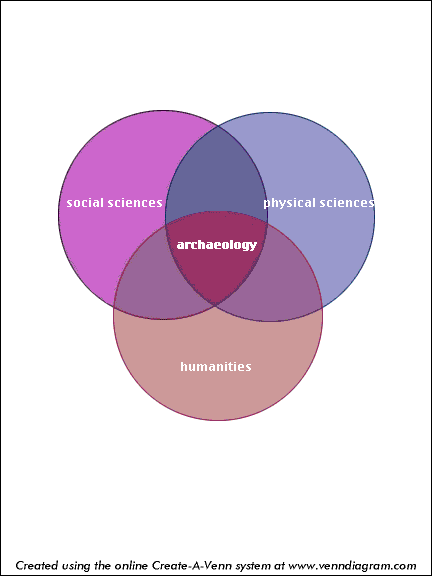 social sciences
physical sciences
archaeology
humanities
Created using the online Create-A-Venn system at www.venndiagram.com